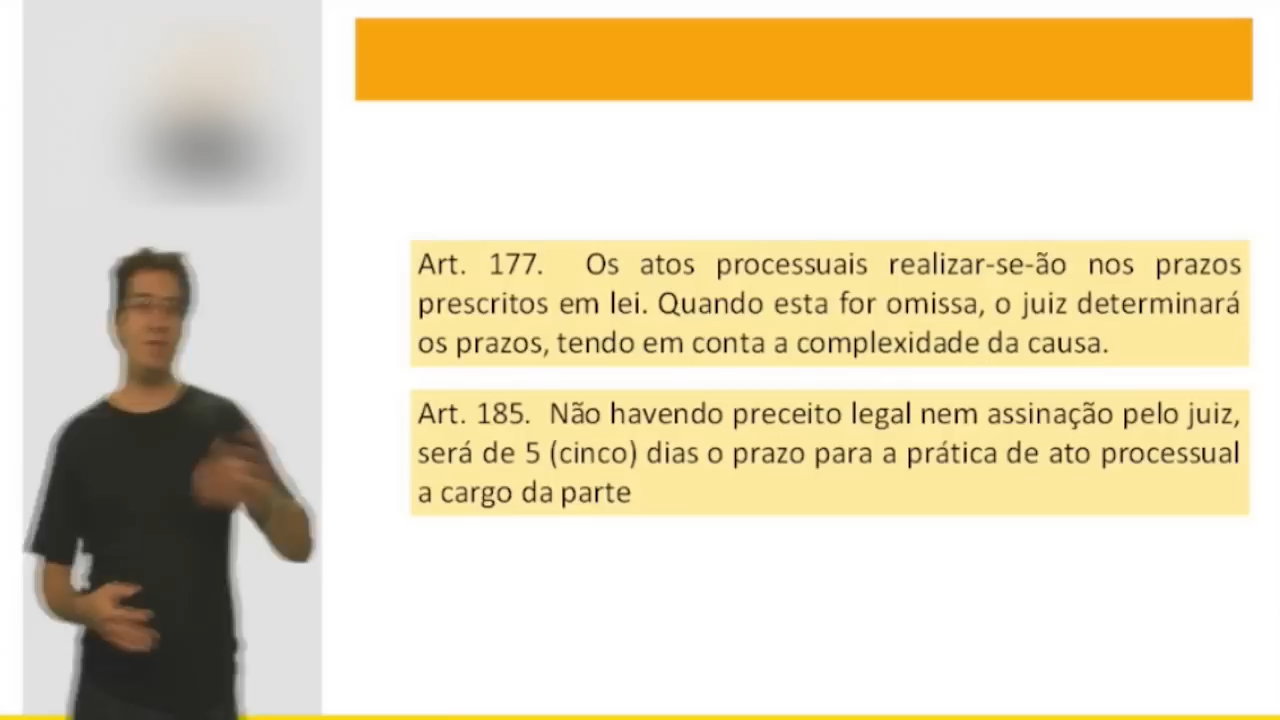 Art. 177. Os atos processuais realizar-se-ão nos prazos
prescritos em lei. Quando esta for omissa, o juiz determinará
os prazos, tendo em conta a complexidade da causa.
Art. 185. Não havendo preceito legal nem assinação pelo juiz,
será de 5 (cinco) dias o prazo para a prática de ato processual
a cargo da parte